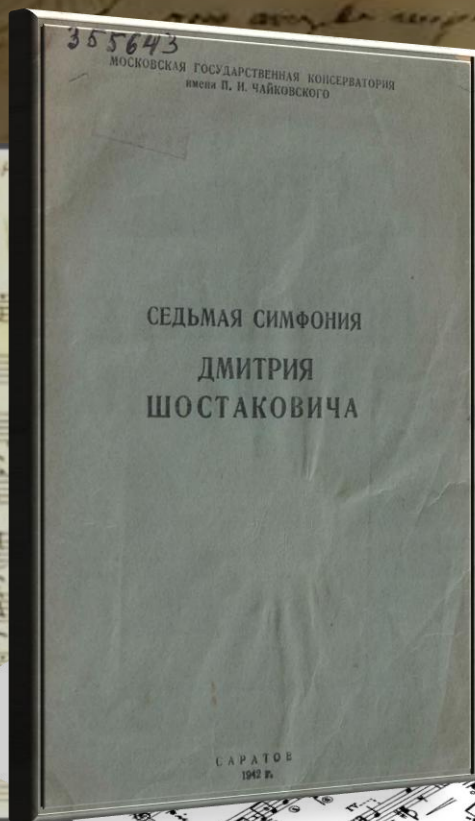 355643
МОСКОВСКАЯ ГОСУДАРСТВЕННАЯ КОНСЕРВАТОРИЯ
имени П. И. ЧАЙКОВСКОГО
СЕДЬМАЯ СИМФОНИЯ
ДМИТРИЯ
ШОСТАКОВИЧА
САРАТОВ
1942 г.